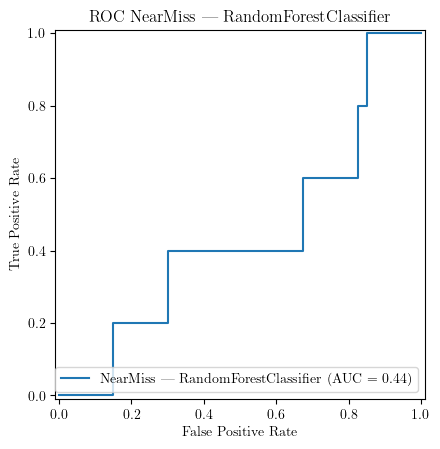 ROC NearMiss — RandomForestClassifier
1.0
0.8
0.6
0.4
0.2
0.0
True Positive Rate
NearMiss — RandomForestClassifier (AUC = 0.44)
0.0 0.2 0.4 0.6 0.8 1.0
False Positive Rate